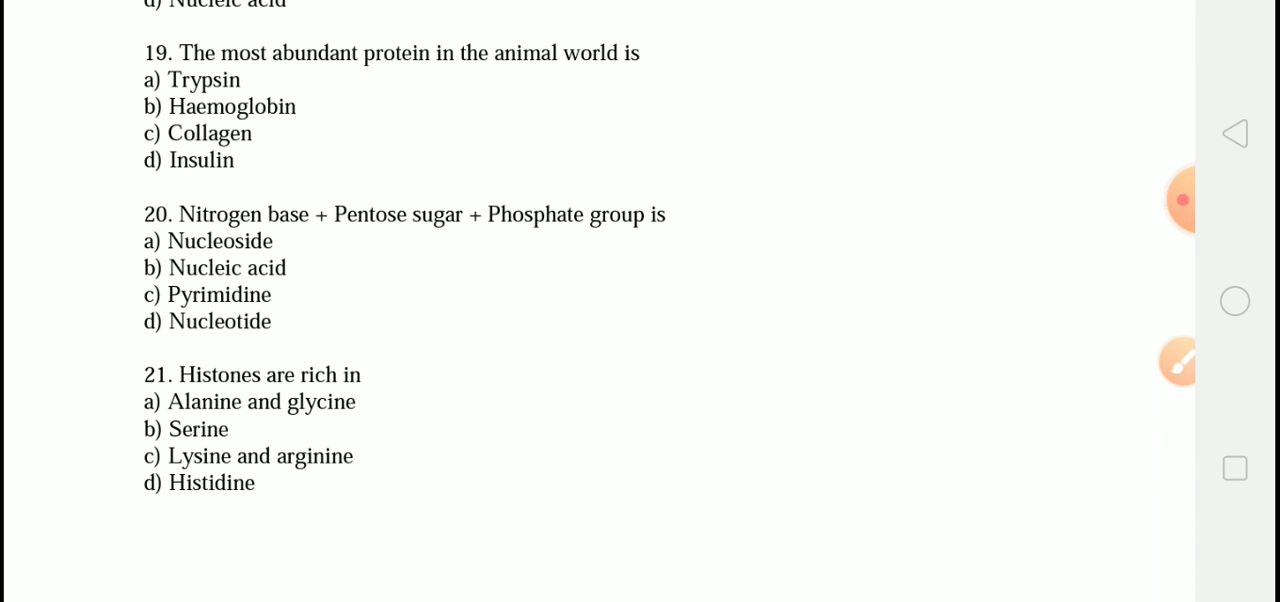 d) Nucleic acid
19. The most abundant protein in the animal world is
a) Trypsin
b) Haemoglobin
c) Collagen
d) Insulin
20. Nitrogen base + Pentose sugar + Phosphate group is
a) Nucleoside
b) Nucleic acid
c) Pyrimidine
d) Nucleotide
21. Histones are rich in
a) Alanine and glycine
b) Serine
c) Lysine and arginine
d) Histidine